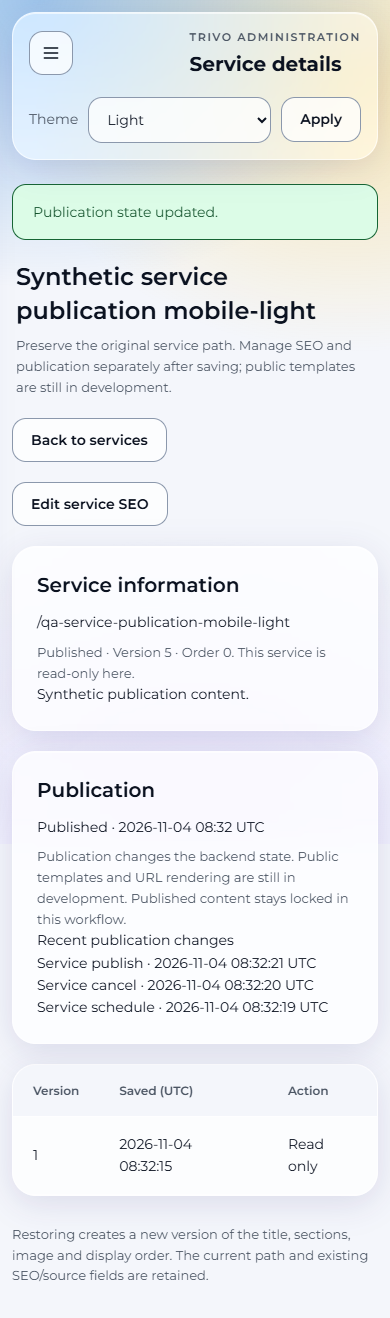 TRIVO ADMINISTRATION
Service details
Theme
Light
Apply
Publication state updated.
Synthetic service
publication mobile-light
Preserve the original service path. Manage SEO and
publication separately after saving; public templates
are still in development.
Back to services
Edit service SEO
Service information
/qa-service-publication-mobile-light
Published · Version 5 · Order 0. This service is
read-only here.
Synthetic publication content.
Publication
Published · 2026-11-04 08:32 UTC
Publication changes the backend state. Public
templates and URL rendering are still in
development. Published content stays locked in
this workflow.
Recent publication changes
Service publish · 2026-11-04 08:32:21 UTC
Service cancel · 2026-11-04 08:32:20 UTC
Service schedule · 2026-11-04 08:32:19 UTC
Version Saved (UTC) Action
1 2026-11-04 08:32:15 Read only
Restoring creates a new version of the title, sections,
image and display order. The current path and existing
SEO/source fields are retained.